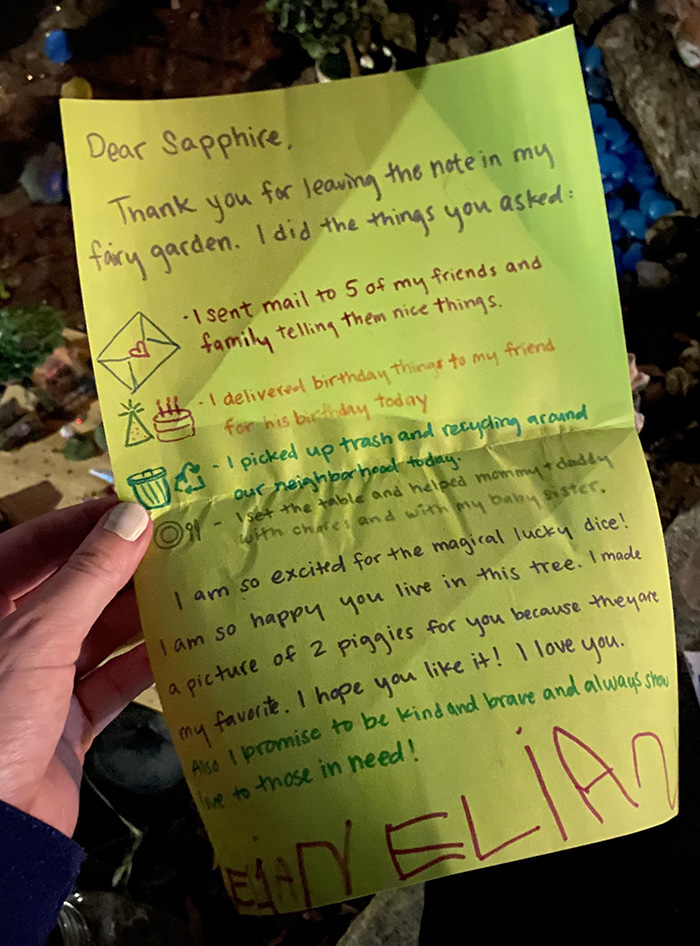 Dear Sapphire,
Thank you for leaving the note in my
fairy garden. I did the things you asked:
- I sent mail to 5 of my friends and
family telling them nice things.
- I delivered birthday things to my friend
for his birthday today
- I picked up trash and recycling around
our neighborhood today.
- I set the table and helped mommy + daddy
with chores and with my baby sister.
I am so excited for the magical lucky dice!
I am so happy you live in this tree. I made
a picture of 2 piggies for you because they are
my favorite. I hope you like it! I love you.
Also I promise to be kind and brave and always show
love to those in need!
ELIAN